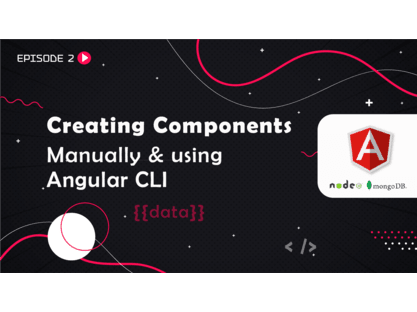 EPISODE 2
Creating Components
Manually & using
Angular CLI
A
node
mongoDB.
{{data}}
</>